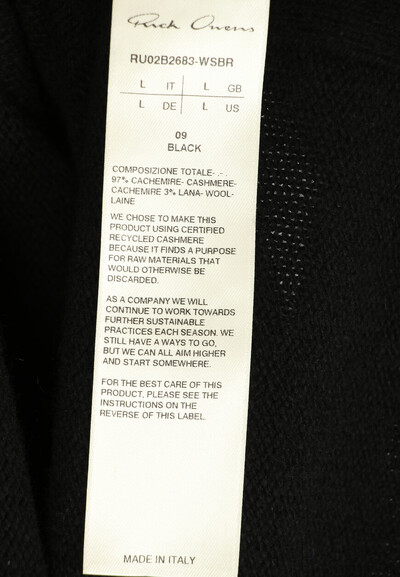 Rick Owens
RU02B2683-WSBR
L IT L GB
L DE L US
09
BLACK
COMPOSIZIONE TOTALE- .- .
97% CACHEMIRE- CASHMERE-
CACHEMIRE 3% LANA- WOOL-
LAINE
WE CHOSE TO MAKE THIS
PRODUCT USING CERTIFIED
RECYCLED CASHMERE
BECAUSE IT FINDS A PURPOSE
FOR RAW MATERIALS THAT
WOULD OTHERWISE BE
DISCARDED.
AS A COMPANY WE WILL
CONTINUE TO WORK TOWARDS
FURTHER SUSTAINABLE
PRACTICES EACH SEASON. WE
STILL HAVE A WAYS TO GO,
BUT WE CAN ALL AIM HIGHER
AND START SOMEWHERE.
FOR THE BEST CARE OF THIS
PRODUCT, PLEASE SEE THE
INSTRUCTIONS ON THE
REVERSE OF THIS LABEL.
MADE IN ITALY